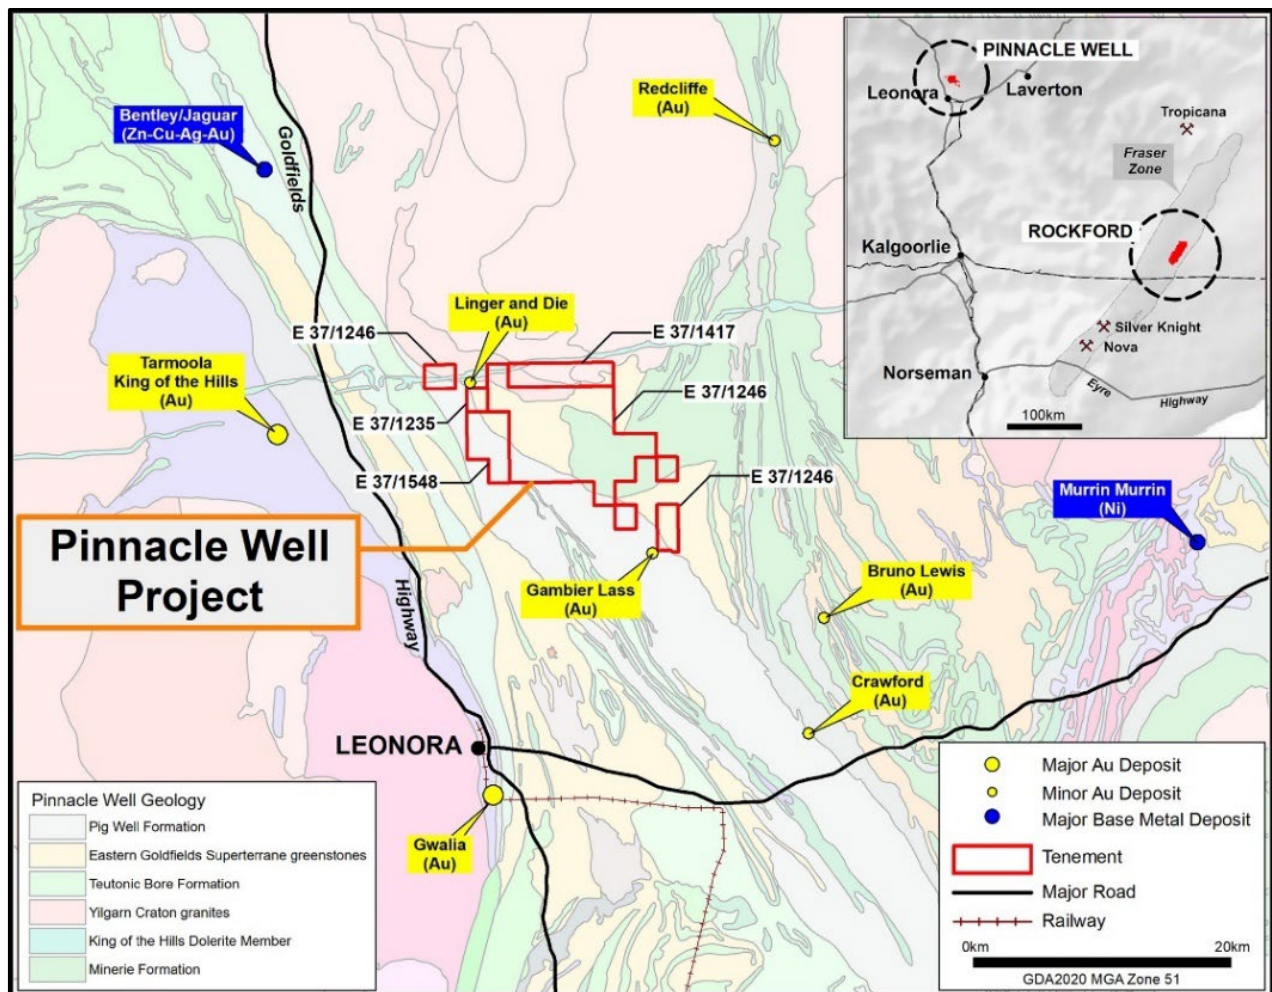 Bentley/Jaguar
(Zn-Cu-Ag-Au)
Goldfields
Redcliffe
(Au)
PINNACLE WELL
Leonora
Laverton
Tropicana
Fraser
Zone
ROCKFORD
Kalgoorlie
Silver Knight
Nova
Norseman
Eyre
Highway
100km
Linger and Die
(Au)
E 37/1246
E 37/1417
Tarmoola
King of the Hills
(Au)
E 37/1246
E 37/1235
E 37/1548
E 37/1246
Murrin Murrin
(Ni)
Pinnacle Well
Project
Highway
Gambier Lass
(Au)
Bruno Lewis
(Au)
Crawford
(Au)
LEONORA
Gwalia
(Au)
Pinnacle Well Geology
Pig Well Formation
Eastern Goldfields Superterrane greenstones
Teutonic Bore Formation
Yilgarn Craton granites
King of the Hills Dolerite Member
Minerie Formation
Major Au Deposit
Minor Au Deposit
Major Base Metal Deposit
Tenement
Major Road
Railway
0km 20km
GDA2020 MGA Zone 51